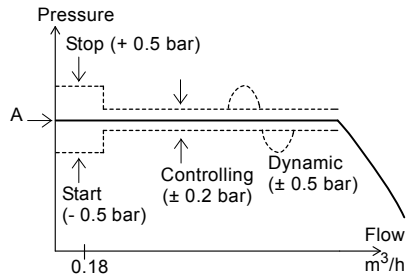 Pressure
Stop (+ 0.5 bar)
A
Controlling
(± 0.2 bar)
Dynamic
(± 0.5 bar)
Start
(- 0.5 bar)
Flow
m³/h
0.18